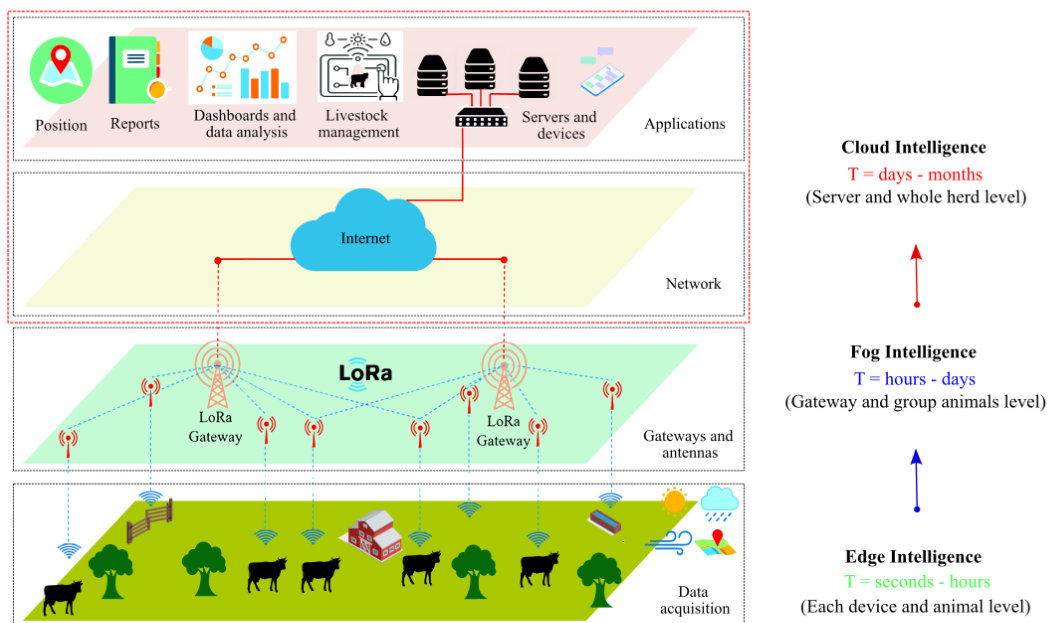 Position
Reports
Dashboards and
data analysis
Livestock
management
Servers and
devices
Applications
Internet
Network
LoRa
LoRa
Gateway
LoRa
Gateway
Gateways and
antennas
Data
acquisition
Cloud Intelligence
T = days - months
(Server and whole herd level)
Fog Intelligence
T = hours - days
(Gateway and group animals level)
Edge Intelligence
T = seconds - hours
(Each device and animal level)